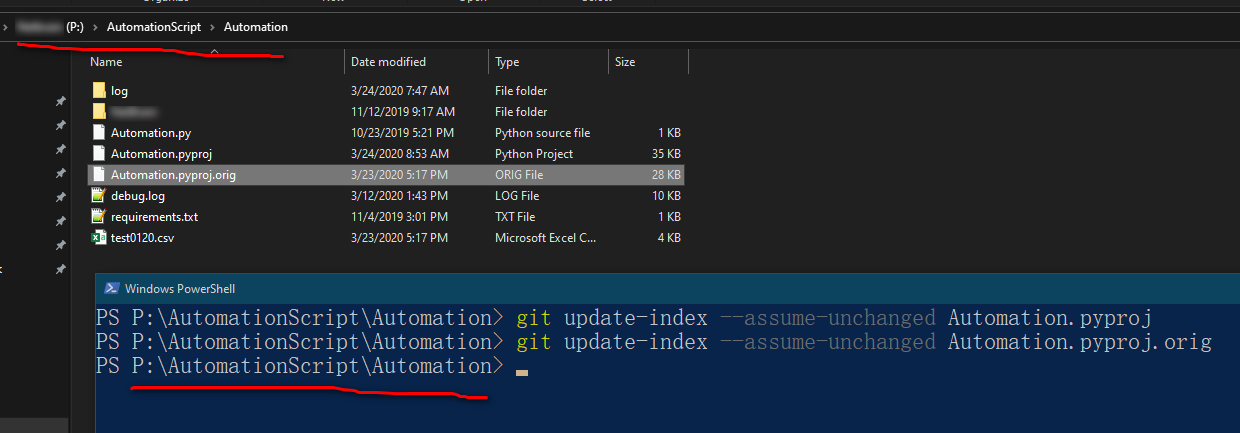 (P:) > AutomationScript > Automation
Name Date modified Type Size
log 3/24/2020 7:47 AM File folder
11/12/2019 9:17 AM File folder
Automation.py 10/23/2019 5:21 PM Python source file 1 KB
Automation.pyproj 3/24/2020 8:53 AM Python Project 35 KB
Automation.pyproj.orig 3/23/2020 5:17 PM ORIG File 28 KB
debug.log 3/12/2020 1:43 PM LOG File 10 KB
requirements.txt 11/4/2019 3:01 PM TXT File 1 KB
test0120.csv 3/23/2020 5:17 PM Microsoft Excel C... 4 KB
Windows PowerShell
PS P:\AutomationScript\Automation> git update-index --assume-unchanged Automation.pyproj
PS P:\AutomationScript\Automation> git update-index --assume-unchanged Automation.pyproj.orig
PS P:\AutomationScript\Automation>